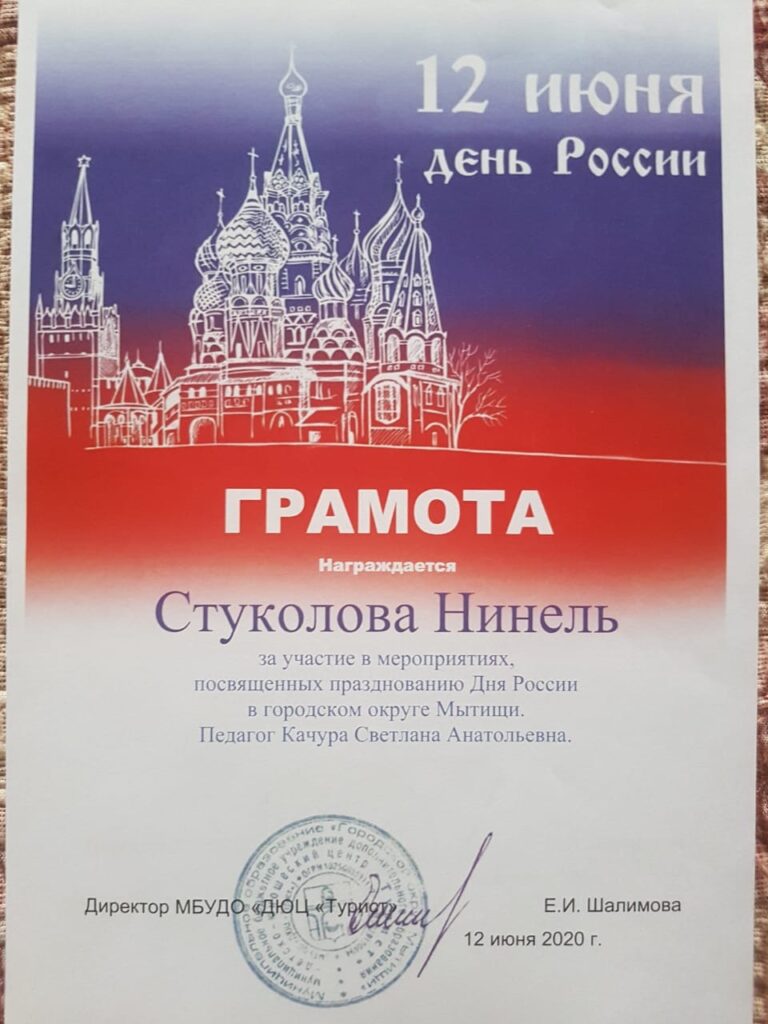 12 июня
день России
ГРАМОТА
Награждается
Стуколова Нинель
за участие в мероприятиях,
посвященных празднованию Дня России
в городском округе Мытищи.
Педагог Качура Светлана Анатольевна.
Директор МБУДО «ДЮЦ «Турист»
Е.И. Шалимова
12 июня 2020 г.